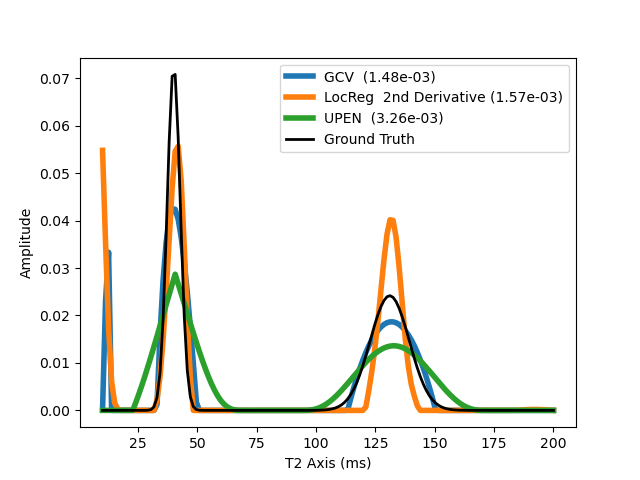 GCV (1.48e-03)
LocReg 2nd Derivative (1.57e-03)
UPEN (3.26e-03)
Ground Truth
Amplitude
0.07
0.06
0.05
0.04
0.03
0.02
0.01
0.00
25 50 75 100 125 150 175 200
T2 Axis (ms)